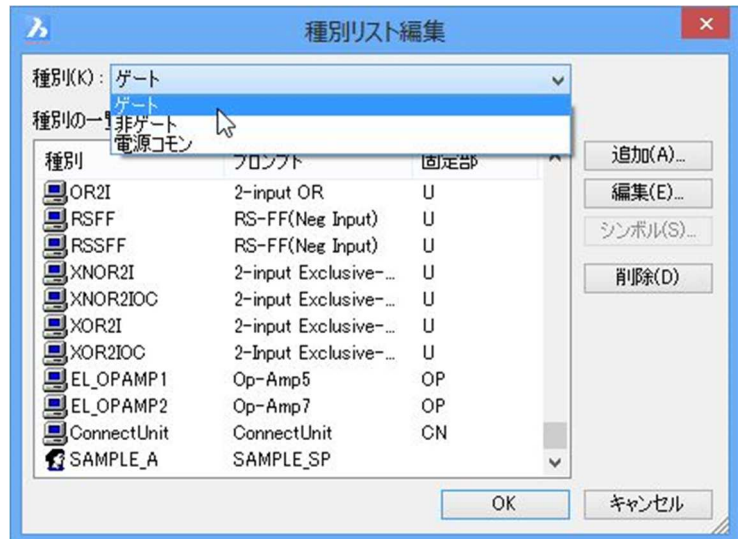 種別リスト編集
種別(K): ゲート
ゲート
非ゲート
電源コモン
種別の一覧
追加(A)...
編集(E)...
シンボル(S)...
削除(D)
種別 プロンプト 固定部
OR2I 2-input OR U
RSFF RS-FF(Neg Input) U
RSSFF RS-FF(Neg Input) U
XNOR2I 2-input Exclusive-... U
XNOR2IOC 2-input Exclusive-... U
XOR2I 2-input Exclusive-... U
XOR2IOC 2-Input Exclusive-... U
EL_OPAMP1 Op-Amp5 OP
EL_OPAMP2 Op-Amp7 OP
ConnectUnit ConnectUnit CN
SAMPLE_A SAMPLE_SP
OK キャンセル